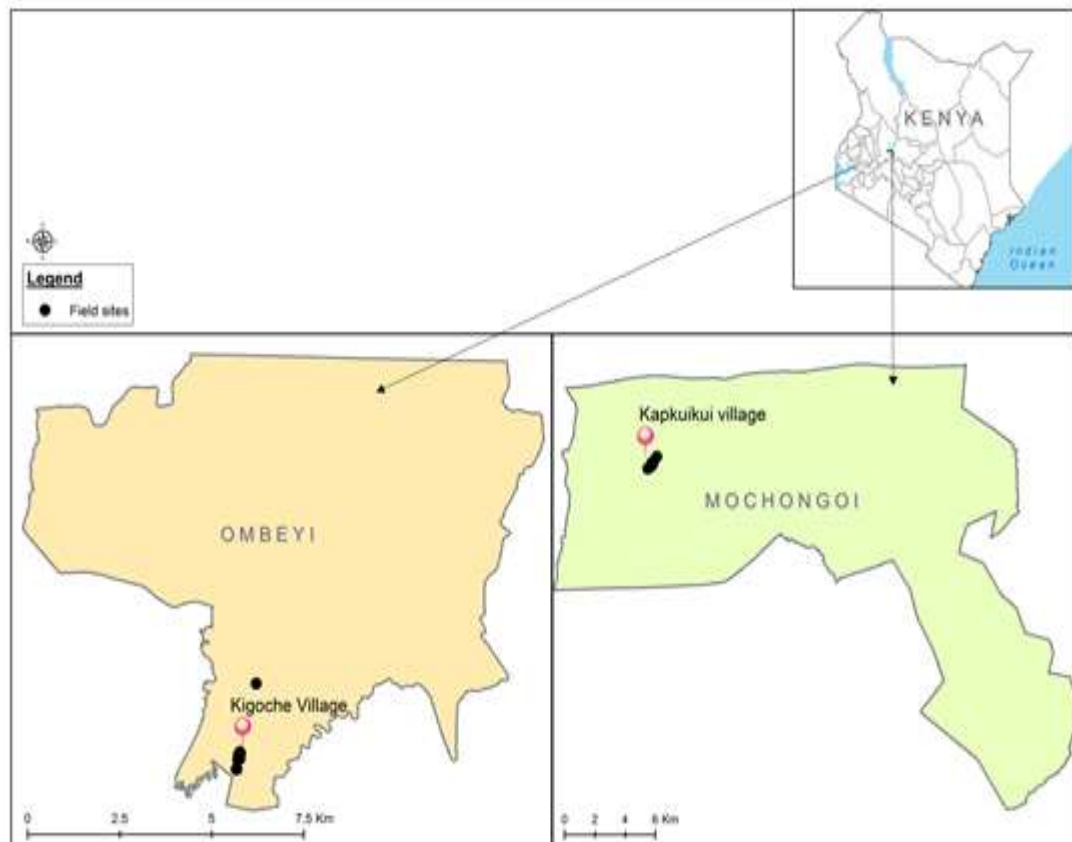 KENYA
Indian
Ocean
Legend
Field sites
Kapkuikui village
MOCHONGOI
OMBEYI
Kigoche Village
0 2.5 5 7.5 Km
0 2 4 6 Km